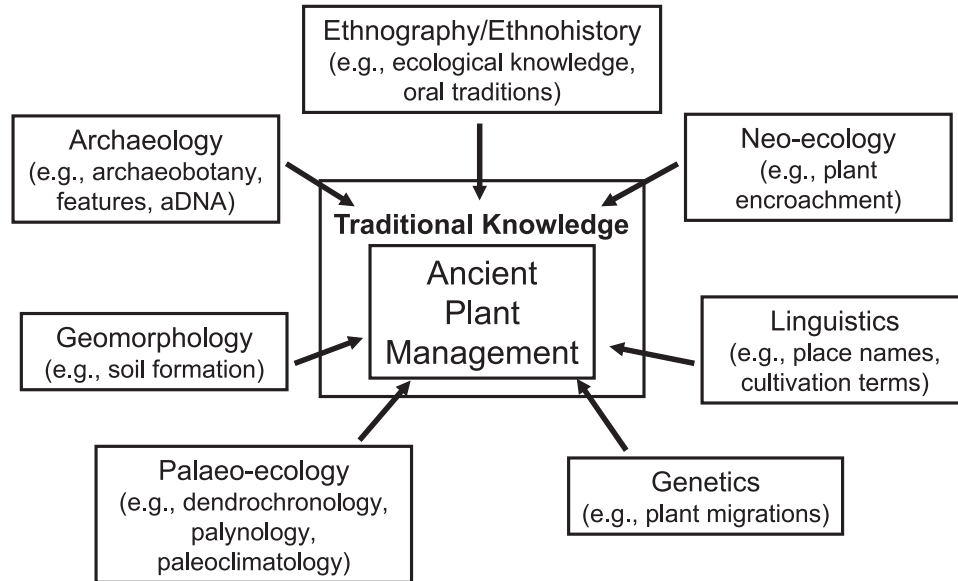 Ethnography/Ethnohistory
(e.g., ecological knowledge,
oral traditions)
Archaeology
(e.g., archaeobotany,
features, aDNA)
Neo-ecology
(e.g., plant
encroachment)
Traditional Knowledge
Ancient
Plant
Management
Geomorphology
(e.g., soil formation)
Linguistics
(e.g., place names,
cultivation terms)
Palaeo-ecology
(e.g., dendrochronology,
palynology,
paleoclimatology)
Genetics
(e.g., plant migrations)